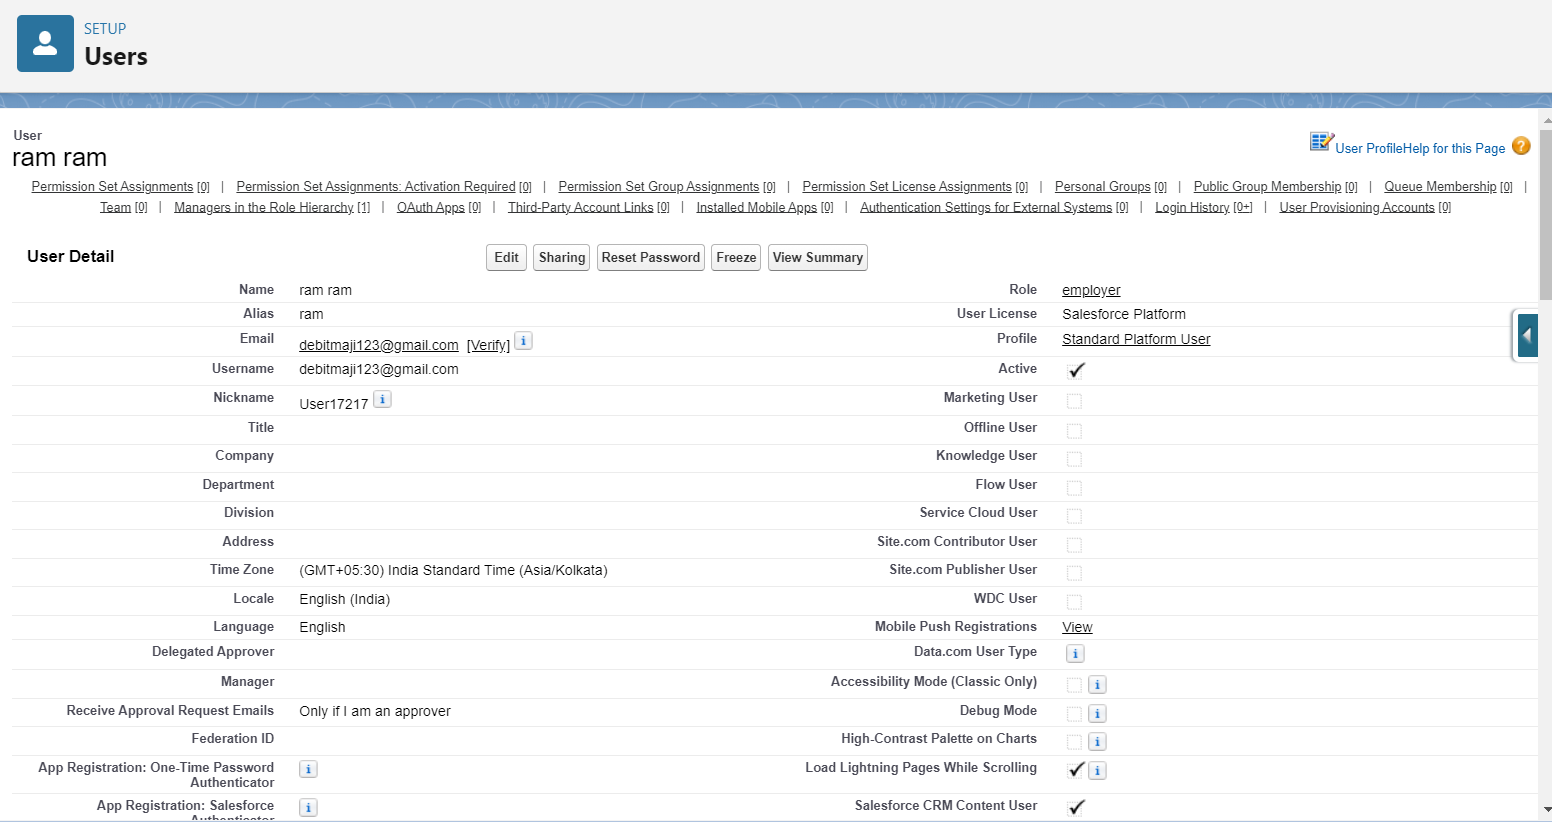 SETUP
Users
User
ram ram
User ProfileHelp for this Page ?
Permission Set Assignments [0] | Permission Set Assignments: Activation Required [0] | Permission Set Group Assignments [0] | Permission Set License Assignments [0] | Personal Groups [0] | Public Group Membership [0] | Queue Membership [0] |
Team [0] | Managers in the Role Hierarchy [1] | OAuth Apps [0] | Third-Party Account Links [0] | Installed Mobile Apps [0] | Authentication Settings for External Systems [0] | Login History [0+] | User Provisioning Accounts [0]
User Detail Edit Sharing Reset Password Freeze View Summary
Name ram ram Role employer
Alias ram User License Salesforce Platform
Email debitmaji123@gmail.com [Verify] i Profile Standard Platform User
Username debitmaji123@gmail.com Active
Nickname User17217 i Marketing User
Title Offline User
Company Knowledge User
Department Flow User
Division Service Cloud User
Address Site.com Contributor User
Time Zone (GMT+05:30) India Standard Time (Asia/Kolkata) Site.com Publisher User
Locale English (India) WDC User
Language English Mobile Push Registrations View
Delegated Approver Data.com User Type i
Manager Accessibility Mode (Classic Only) i
Receive Approval Request Emails Only if I am an approver Debug Mode i
Federation ID High-Contrast Palette on Charts i
App Registration: One-Time Password i Load Lightning Pages While Scrolling i
Authenticator
App Registration: Salesforce i Salesforce CRM Content User
Authenticator